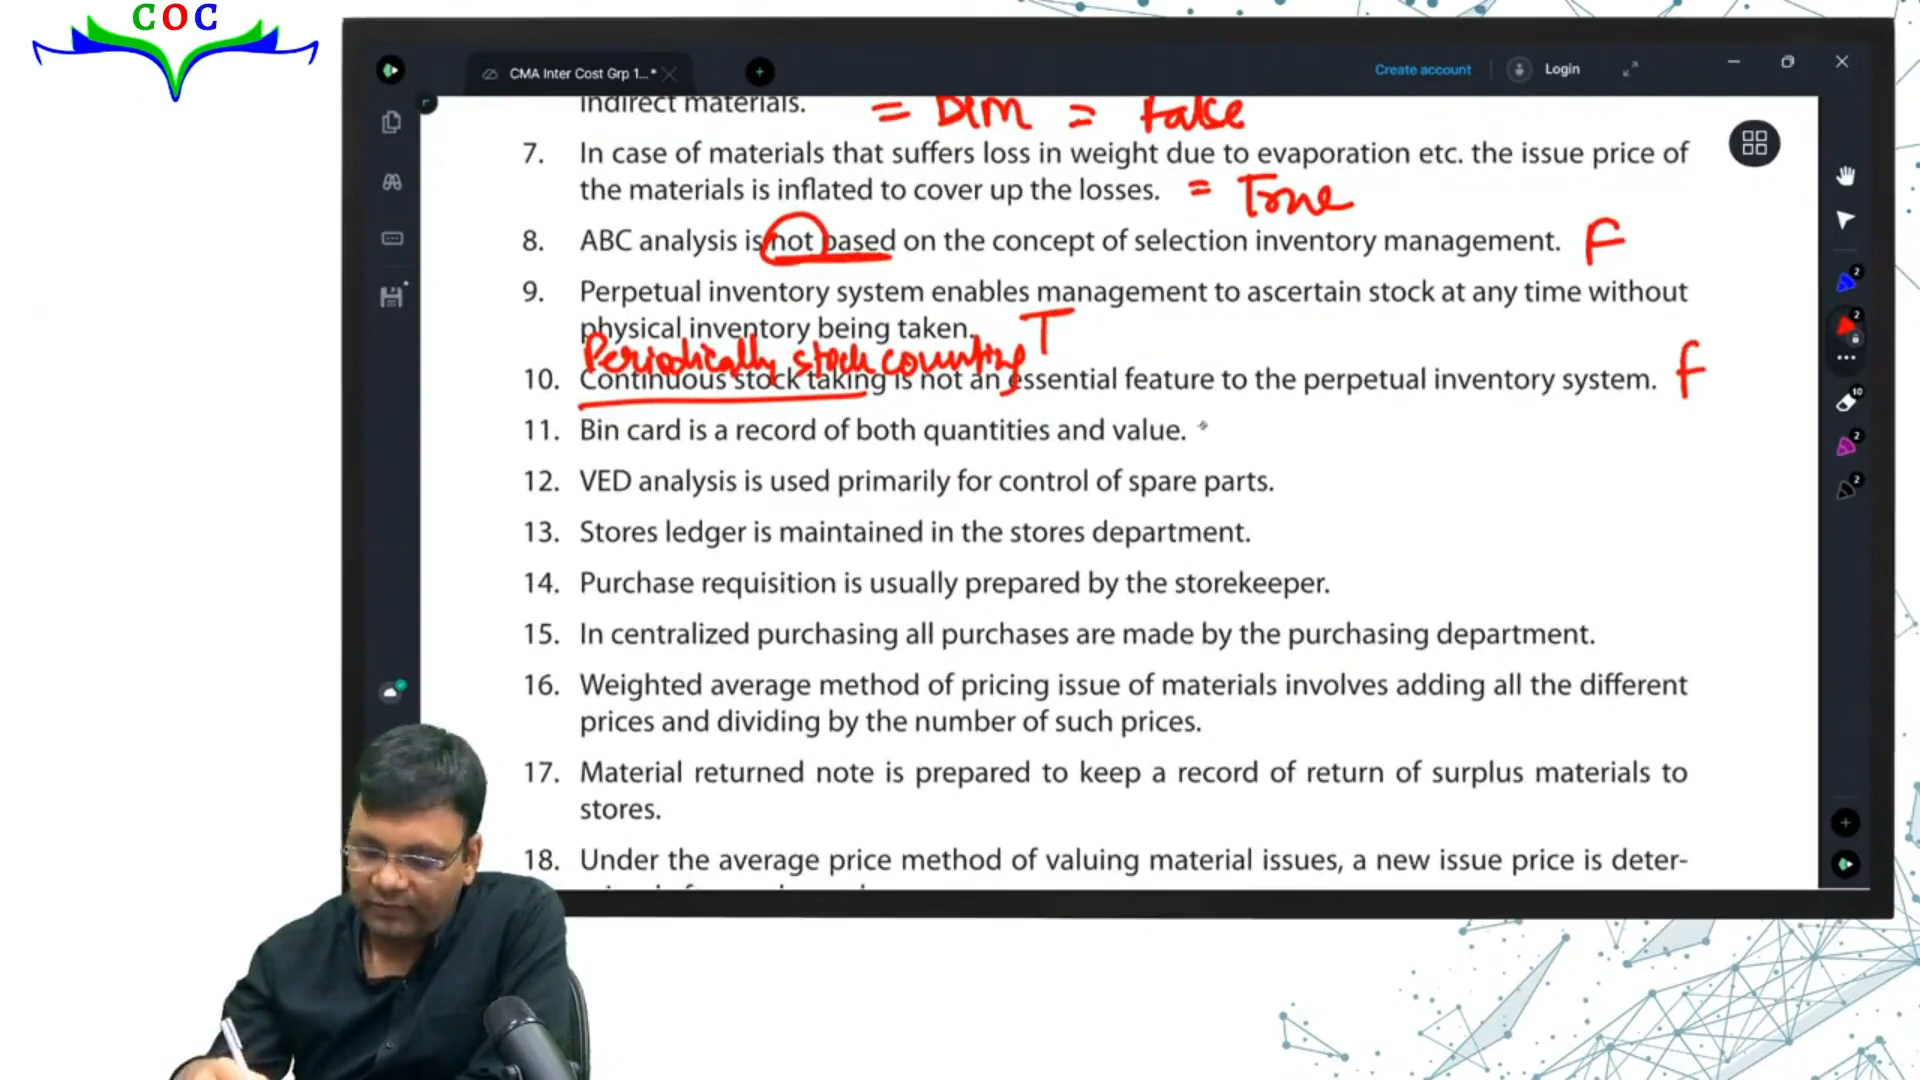 COC
CMA Inter Cost Grp 1...*
Create account
Login
indirect materials. = DIM = False
7. In case of materials that suffers loss in weight due to evaporation etc. the issue price of
the materials is inflated to cover up the losses. = True
8. ABC analysis is not based on the concept of selection inventory management. F
9. Perpetual inventory system enables management to ascertain stock at any time without
physical inventory being taken. T
Periodically stock counting
10. Continuous stock taking is not an essential feature to the perpetual inventory system. F
11. Bin card is a record of both quantities and value.
12. VED analysis is used primarily for control of spare parts.
13. Stores ledger is maintained in the stores department.
14. Purchase requisition is usually prepared by the storekeeper.
15. In centralized purchasing all purchases are made by the purchasing department.
16. Weighted average method of pricing issue of materials involves adding all the different
prices and dividing by the number of such prices.
17. Material returned note is prepared to keep a record of return of surplus materials to
stores.
18. Under the average price method of valuing material issues, a new issue price is deter-